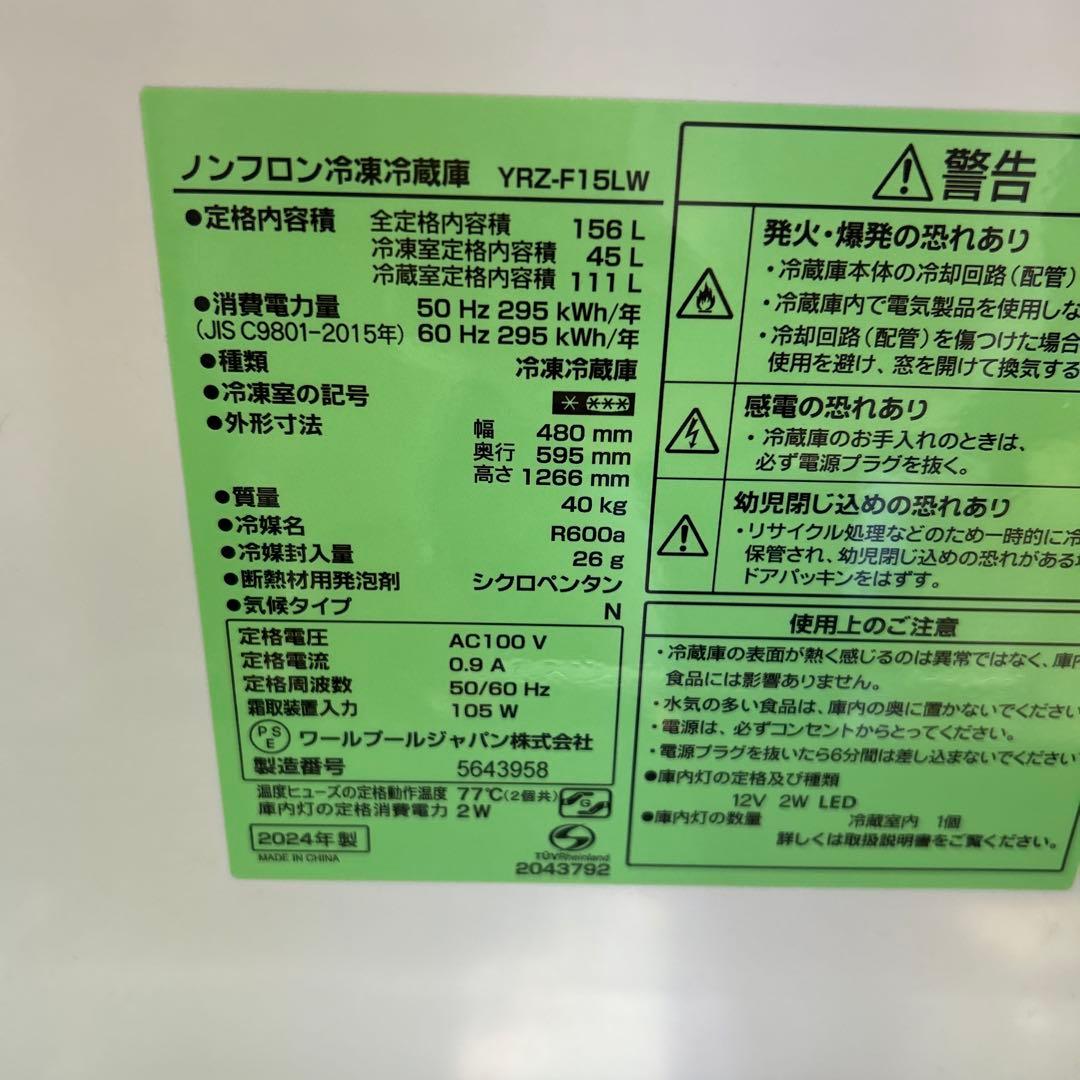 ノンフロン冷凍冷蔵庫 YRZ-F15LW
●定格内容積 全定格内容積 156 L
冷凍室定格内容積 45 L
冷蔵室定格内容積 111 L
●消費電力量 50 Hz 295 kWh/年
(JIS C9801-2015年) 60 Hz 295 kWh/年
●種類 冷凍冷蔵庫
●冷凍室の記号 * ***
●外形寸法 幅 480 mm
奥行 595 mm
高さ 1266 mm
●質量 40 kg
●冷媒名 R600a
●冷媒封入量 26 g
●断熱材用発泡剤 シクロペンタン
●気候タイプ N
定格電圧 AC100 V
定格電流 0.9 A
定格周波数 50/60 Hz
霜取装置入力 105 W
PSE ワールプールジャパン株式会社
製造番号 5643958
温度ヒューズの定格動作温度 77℃(2個共)
庫内灯の定格消費電力 2W
G
2024年製
MADE IN CHINA
TÜVRheinland
2043792
警告
発火・爆発の恐れあり
・冷蔵庫本体の冷却回路(配管)
・冷蔵庫内で電気製品を使用しな
・冷却回路(配管)を傷つけた場合
使用を避け、窓を開けて換気する
感電の恐れあり
・冷蔵庫のお手入れのときは、
必ず電源プラグを抜く。
幼児閉じ込めの恐れあり
・リサイクル処理などのため一時的に冷
保管され、幼児閉じ込めの恐れがある
ドアパッキンをはずす。
使用上のご注意
・冷蔵庫の表面が熱く感じるのは異常ではなく、庫内
食品には影響ありません。
・水気の多い食品は、庫内の奥に置かないでください
・電源は、必ずコンセントからとってください。
・電源プラグを抜いたら6分間は差し込まないでください
●庫内灯の定格及び種類
12V 2W LED
●庫内灯の数量 冷蔵室内 1個
詳しくは取扱説明書をご覧ください。